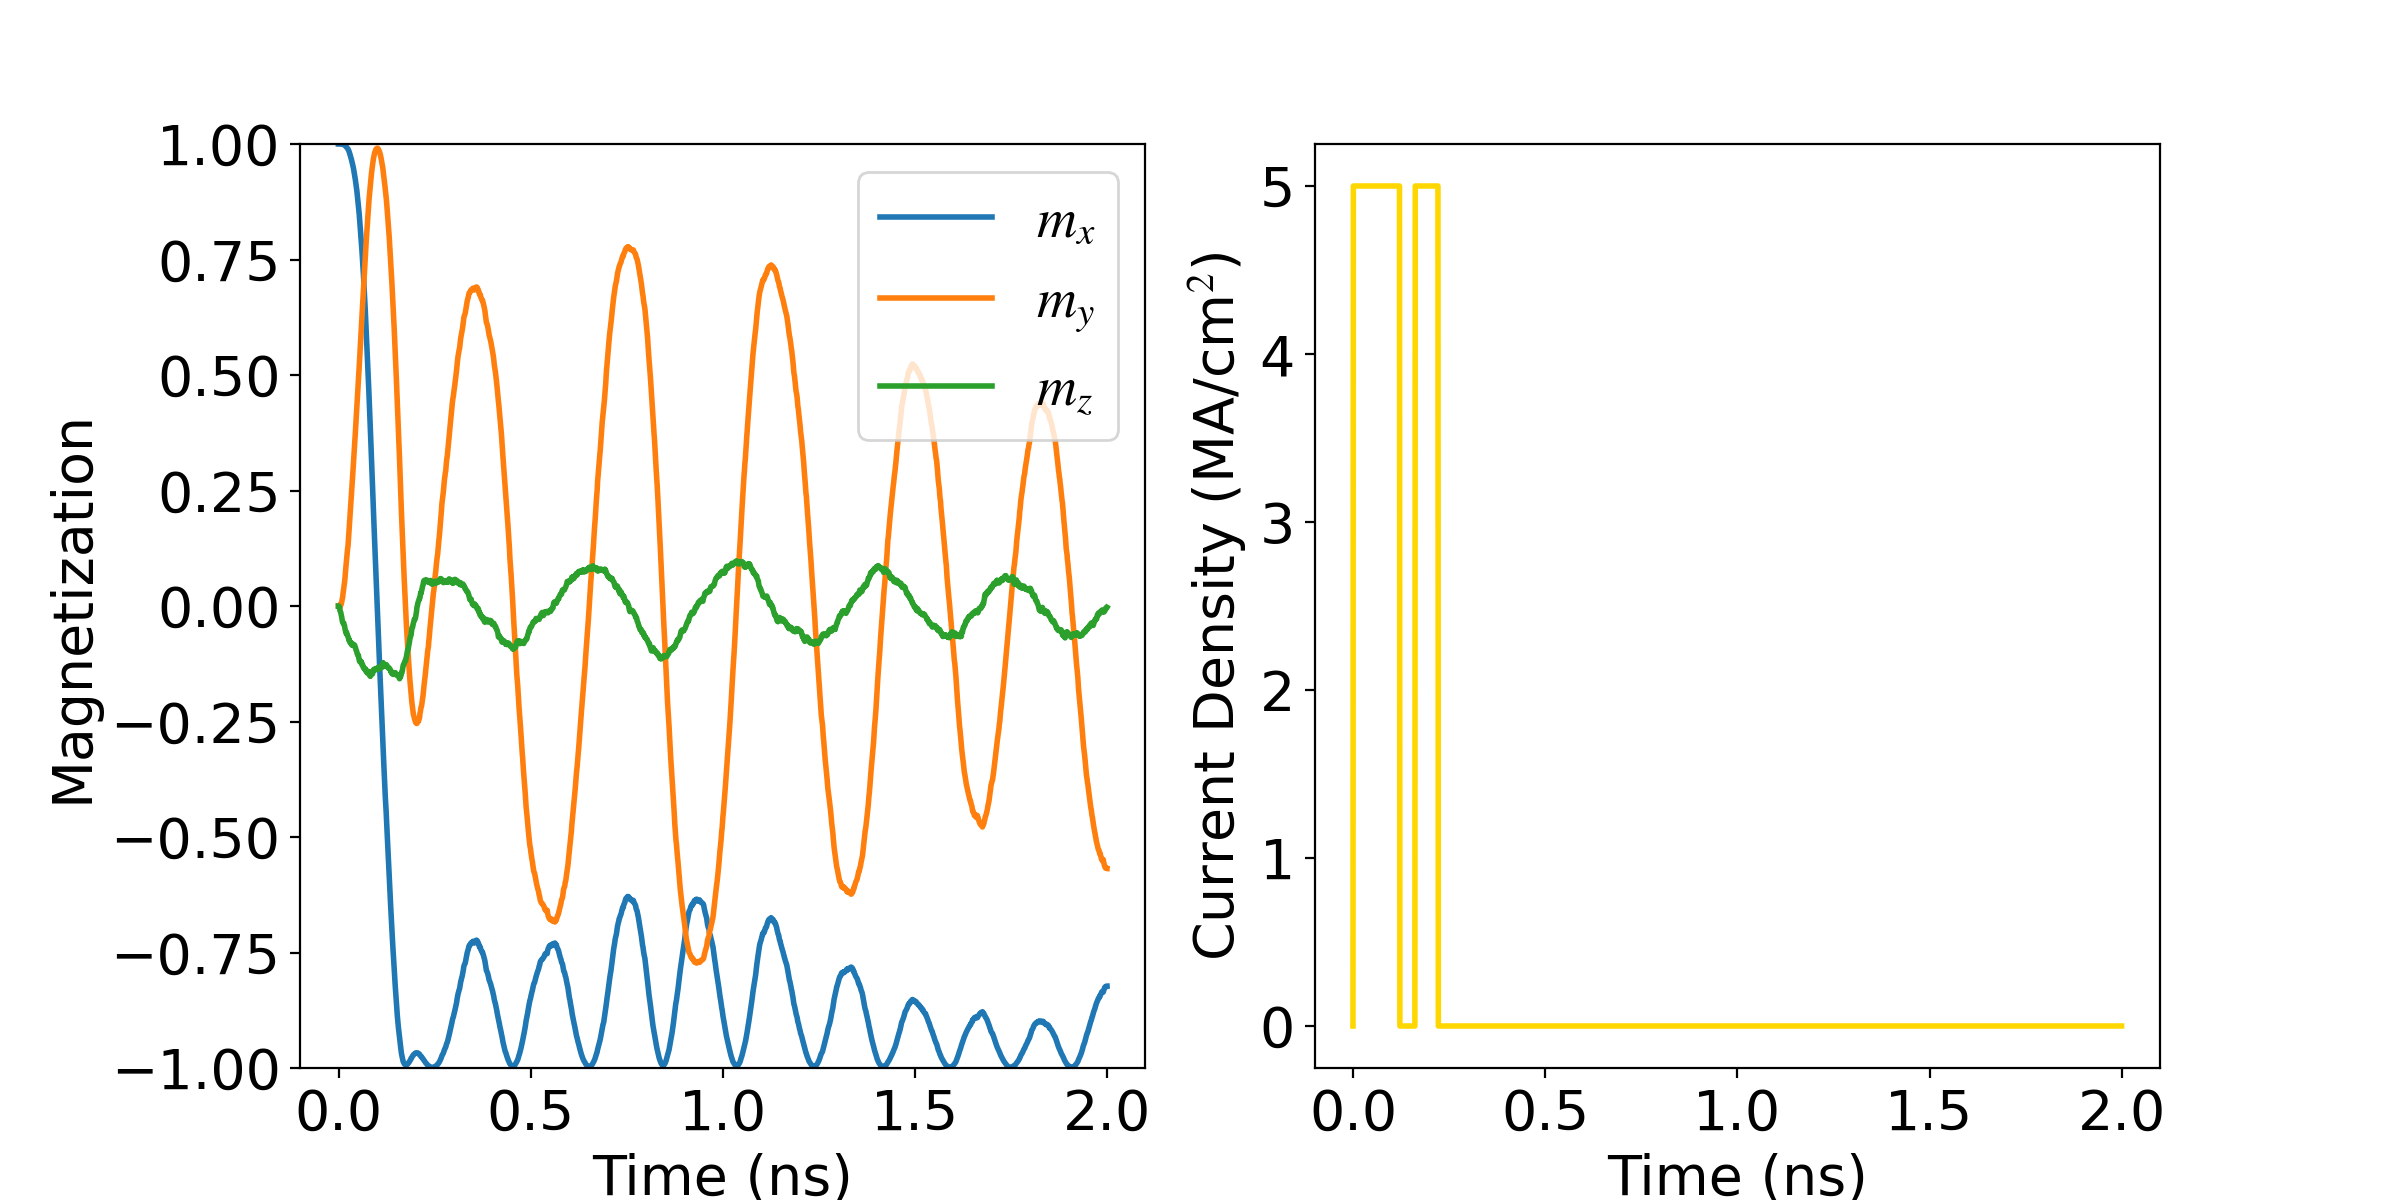 1.00
0.75
0.50
0.25
0.00
−0.25
−0.50
−0.75
−1.00
Magnetization
0.0 0.5 1.0 1.5 2.0
Time (ns)
m_x
m_y
m_z
5
4
3
2
1
0
Current Density (MA/cm²)
0.0 0.5 1.0 1.5 2.0
Time (ns)